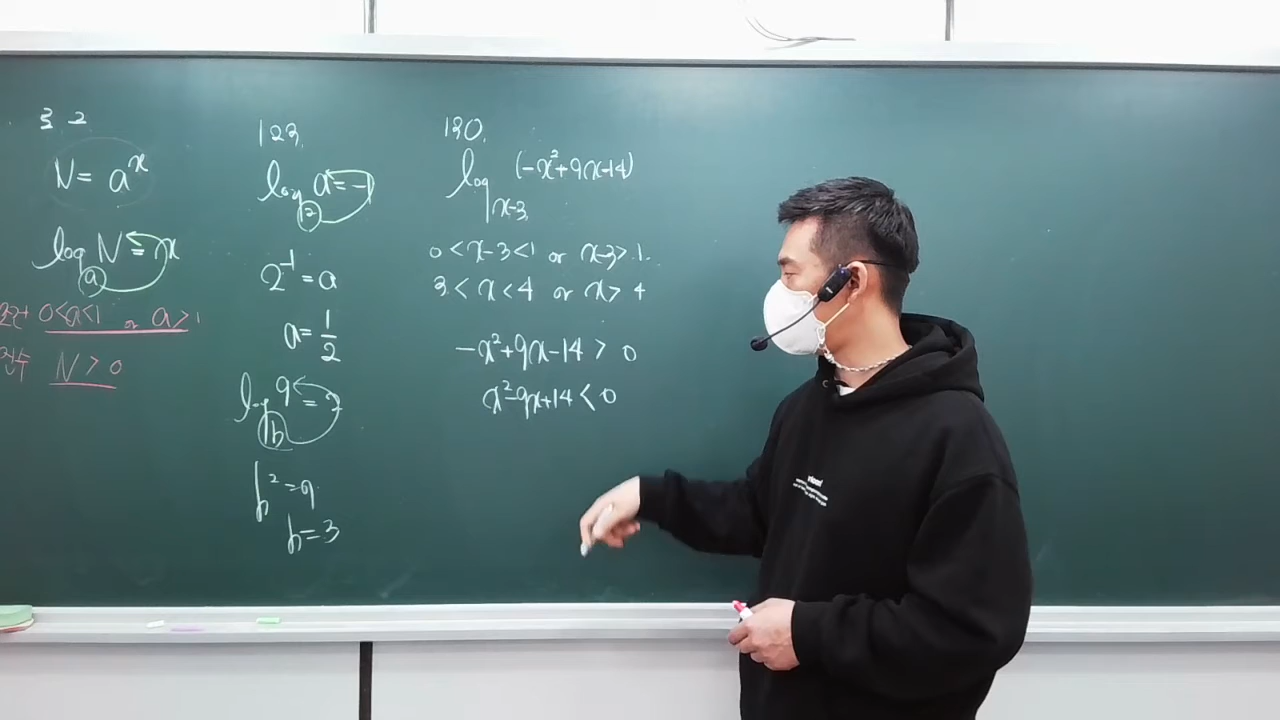 3 2
N = a^x
log_a N = x
0<a<1 or a>1
N > 0
123.
log_2 a = -1
2^-1 = a
a = 1/2
log_b 9 = 2
b^2 = 9
b = 3
130.
log_x-3 (-x^2+9x-14)
0 < x-3 < 1 or x-3 > 1.
3 < x < 4 or x > 4
-x^2+9x-14 > 0
x^2-9x+14 < 0